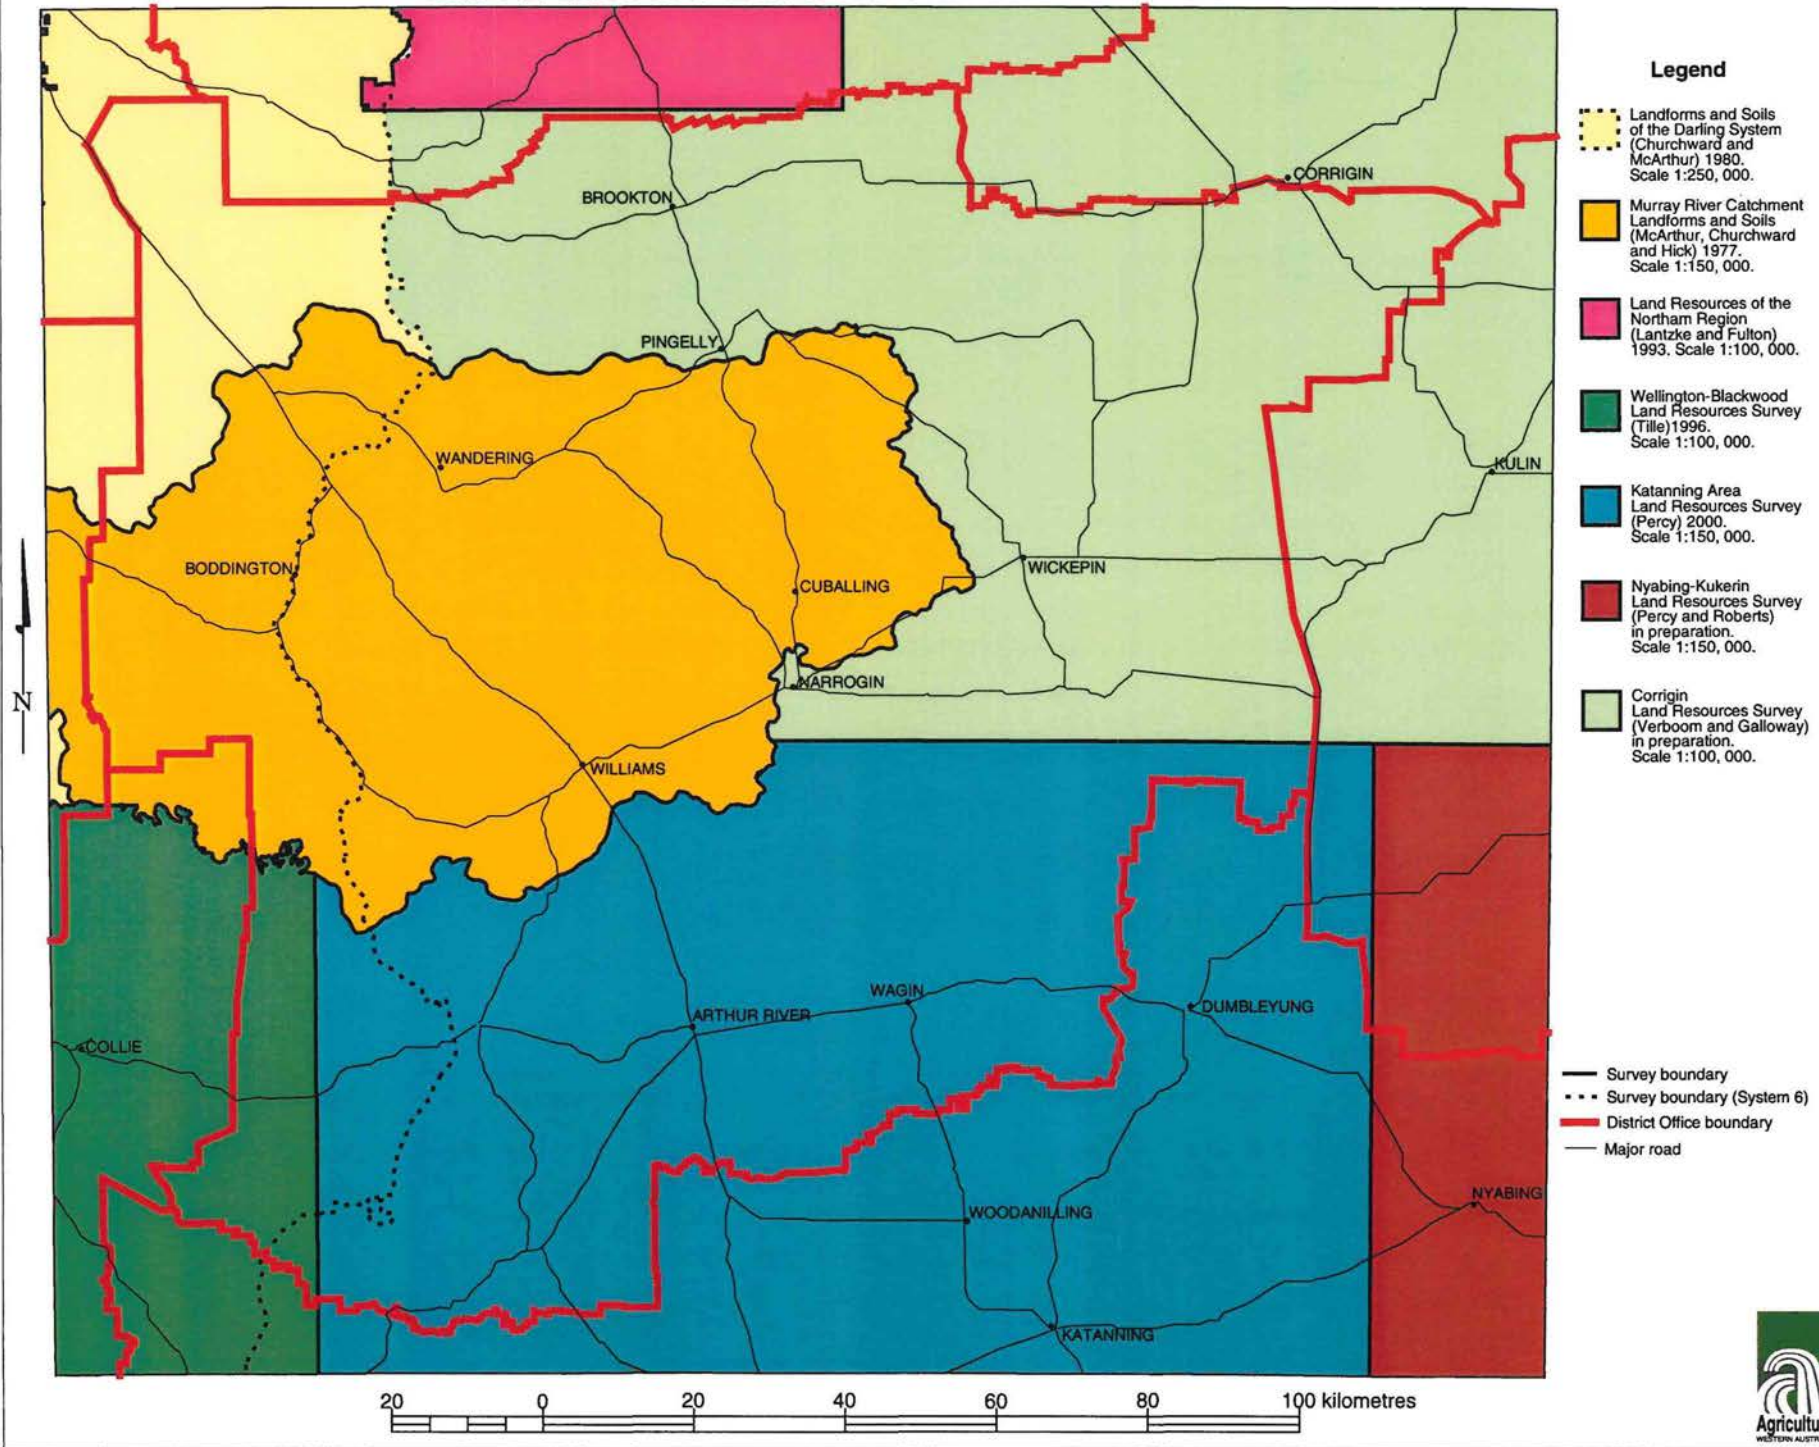 BROOKTON
CORRIGIN
PINGELLY
WANDERING
KULIN
BODDINGTON
CUBALLING
WICKEPIN
NARROGIN
WILLIAMS
WAGIN
ARTHUR RIVER
DUMBLEYUNG
COLLIE
NYABING
WOODANILLING
KATANNING
N
20 0 20 40 60 80 100 kilometres
Legend
Landforms and Soils
of the Darling System
(Churchward and
McArthur) 1980.
Scale 1:250, 000.
Murray River Catchment
Landforms and Soils
(McArthur, Churchward
and Hick) 1977.
Scale 1:150, 000.
Land Resources of the
Northam Region
(Lantzke and Fulton)
1993. Scale 1:100, 000.
Wellington-Blackwood
Land Resources Survey
(Tille)1996.
Scale 1:100, 000.
Katanning Area
Land Resources Survey
(Percy) 2000.
Scale 1:150, 000.
Nyabing-Kukerin
Land Resources Survey
(Percy and Roberts)
in preparation.
Scale 1:150, 000.
Corrigin
Land Resources Survey
(Verboom and Galloway)
in preparation.
Scale 1:100, 000.
Survey boundary
Survey boundary (System 6)
District Office boundary
Major road
Agricultu
WESTERN AUSTR